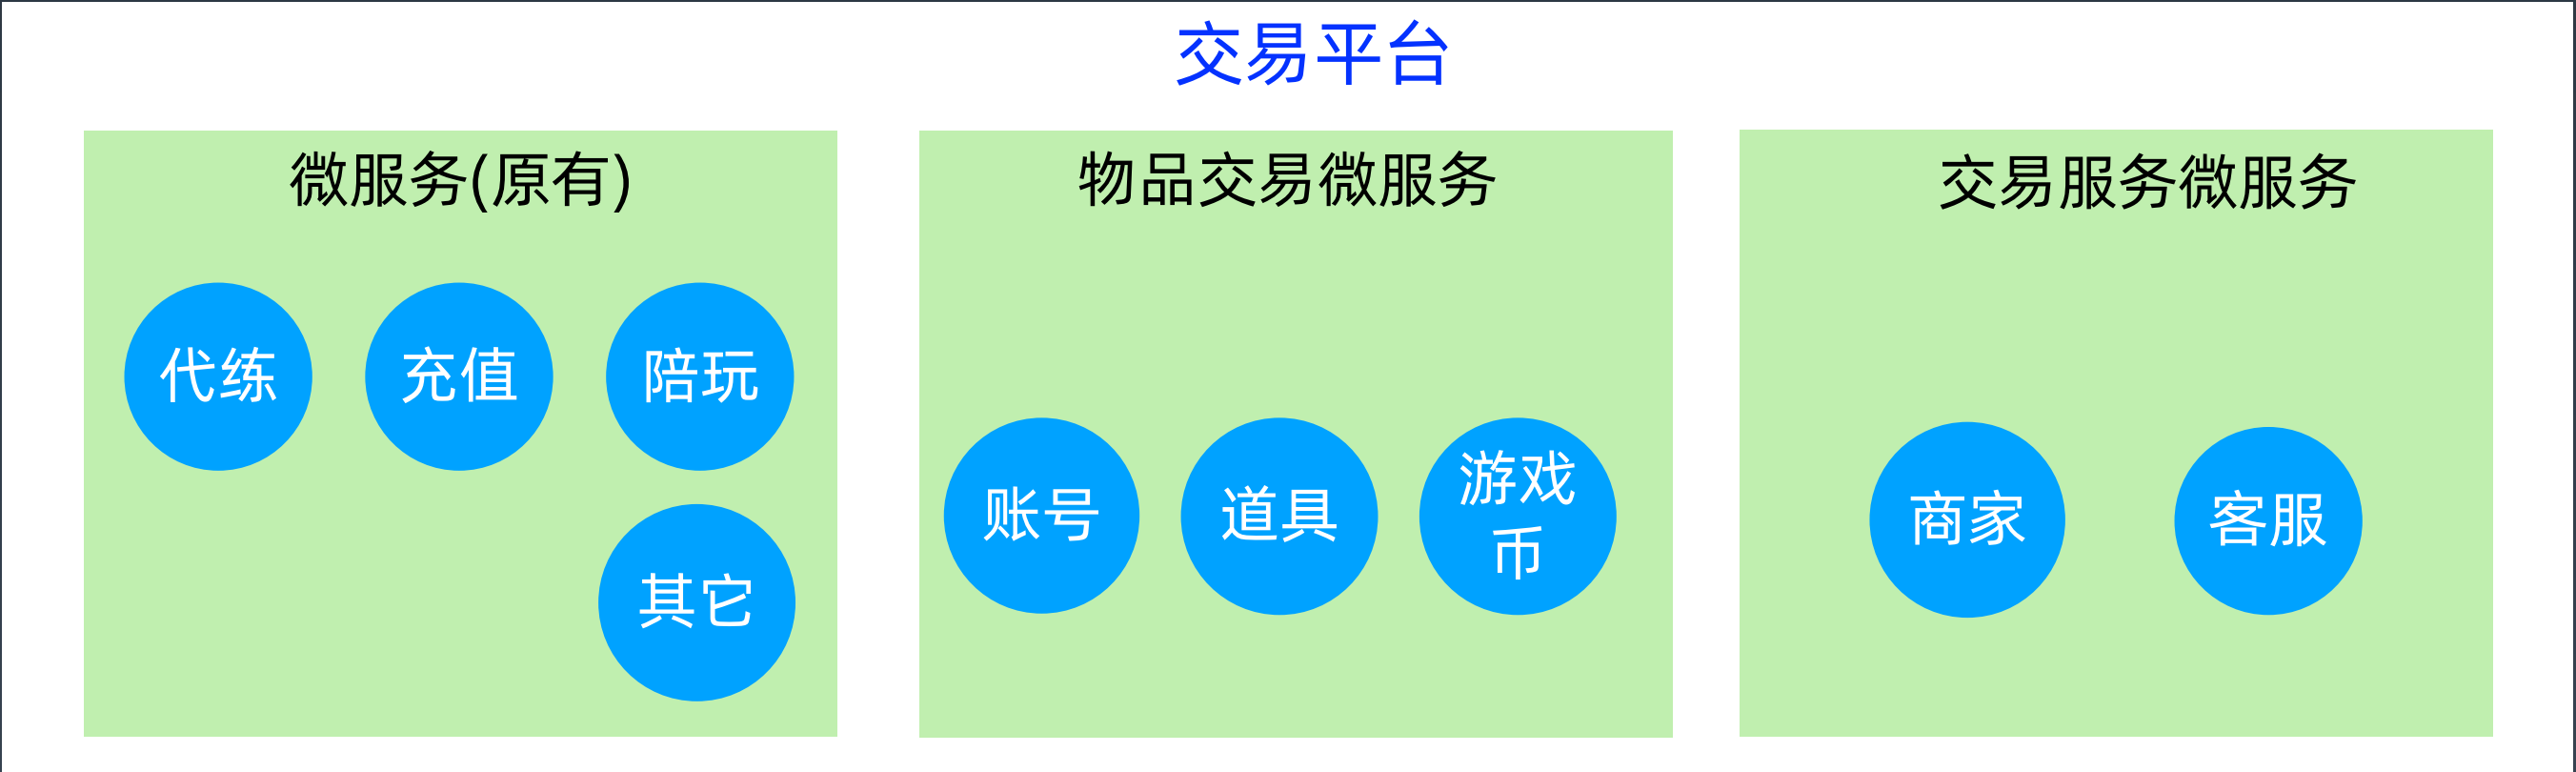 交易平台
微服务(原有)
代练
充值
陪玩
其它
物品交易微服务
账号
道具
游戏
币
交易服务微服务
商家
客服